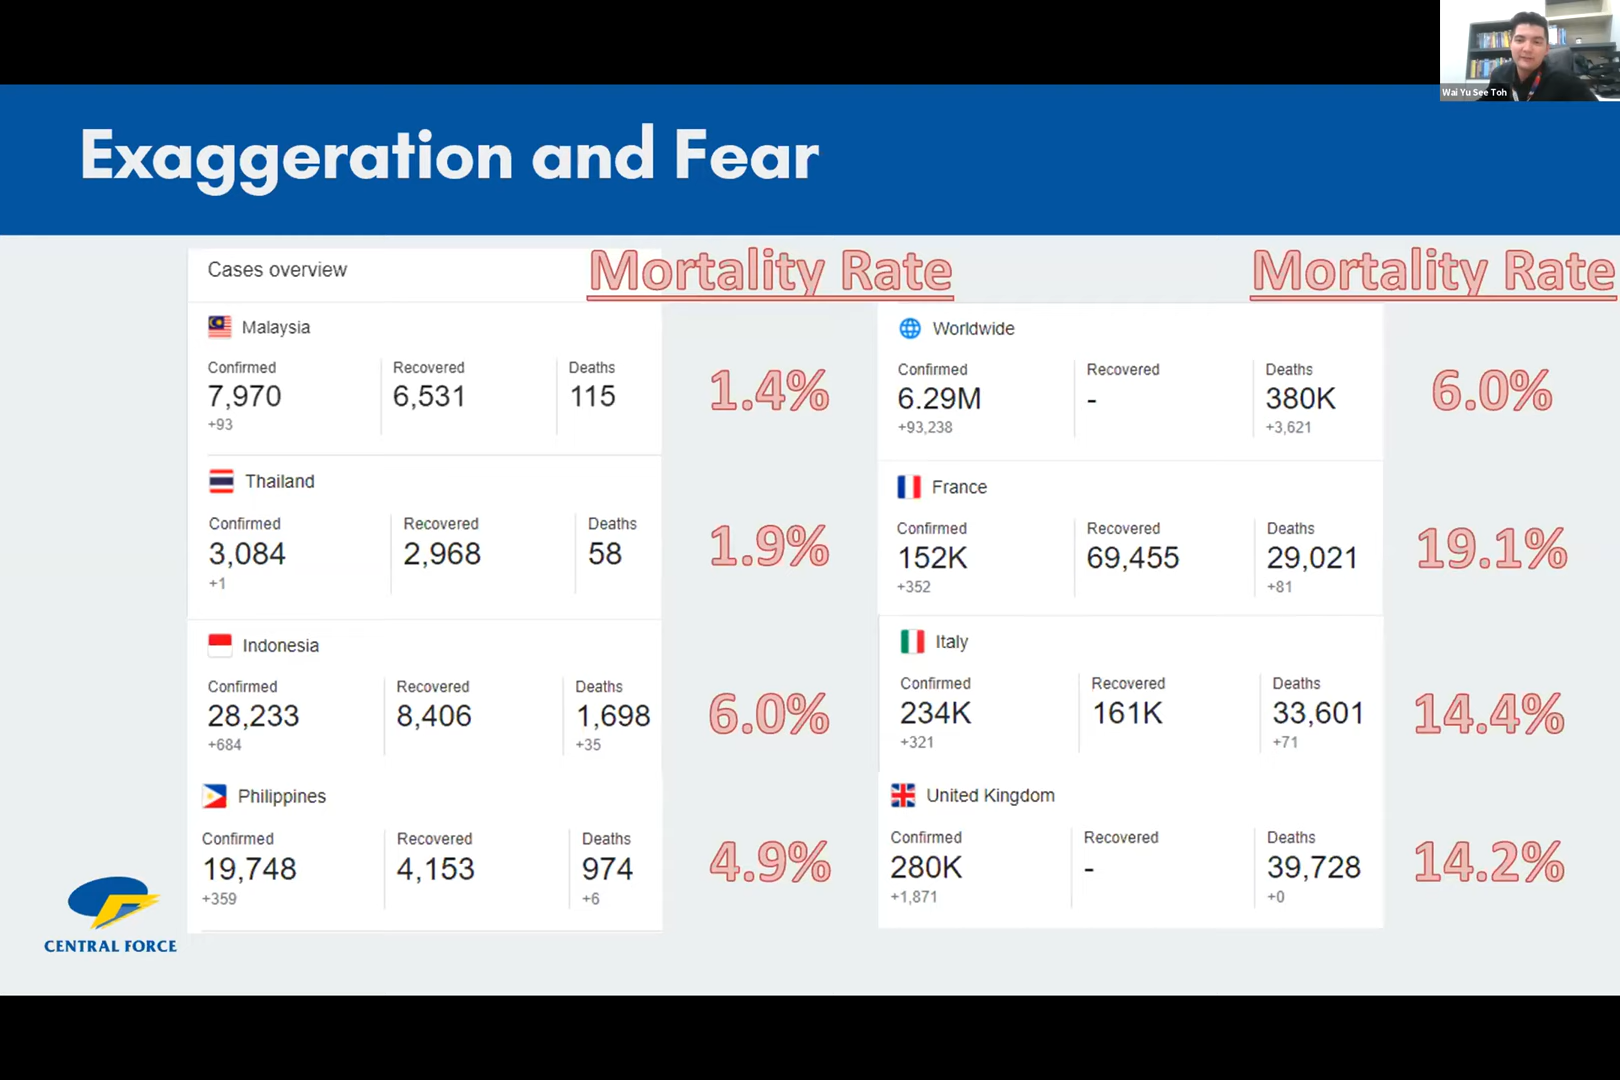 Wai Yu See Toh
Exaggeration and Fear
Cases overview
Mortality Rate
Malaysia
Confirmed Recovered Deaths
7,970 6,531 115
+93
1.4%
Thailand
Confirmed Recovered Deaths
3,084 2,968 58
+1
1.9%
Indonesia
Confirmed Recovered Deaths
28,233 8,406 1,698
+684 +35
6.0%
Philippines
Confirmed Recovered Deaths
19,748 4,153 974
+359 +6
4.9%
Mortality Rate
Worldwide
Confirmed Recovered Deaths
6.29M - 380K
+93,238 +3,621
6.0%
France
Confirmed Recovered Deaths
152K 69,455 29,021
+352 +81
19.1%
Italy
Confirmed Recovered Deaths
234K 161K 33,601
+321 +71
14.4%
United Kingdom
Confirmed Recovered Deaths
280K - 39,728
+1,871 +0
14.2%
CENTRAL FORCE